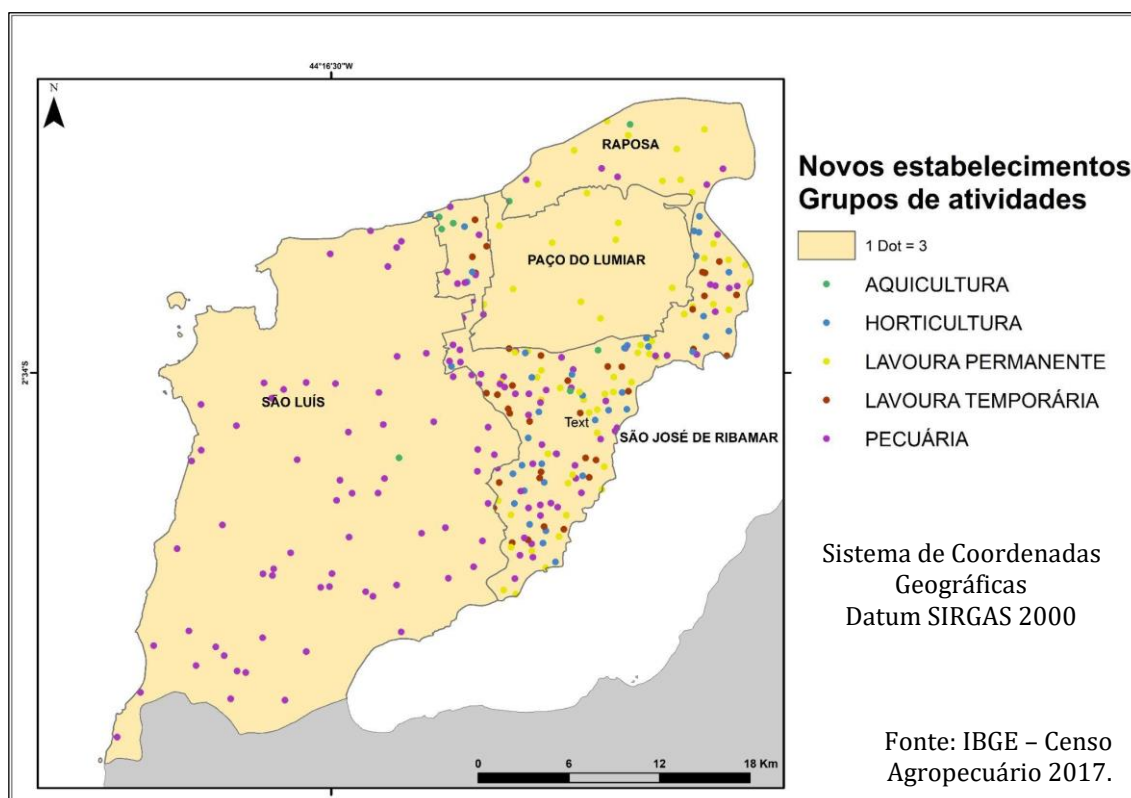 44°16'30"W
N
RAPOSA
Novos estabelecimentos
Grupos de atividades
1 Dot = 3
PAÇO DO LUMIAR
AQUICULTURA
HORTICULTURA
LAVOURA PERMANENTE
2°34'S
SÃO LUÍS
LAVOURA TEMPORÁRIA
Text
SÃO JOSÉ DE RIBAMAR
PECUÁRIA
Sistema de Coordenadas
Geográficas
Datum SIRGAS 2000
Fonte: IBGE – Censo
Agropecuário 2017.
0 6 12 18 Km